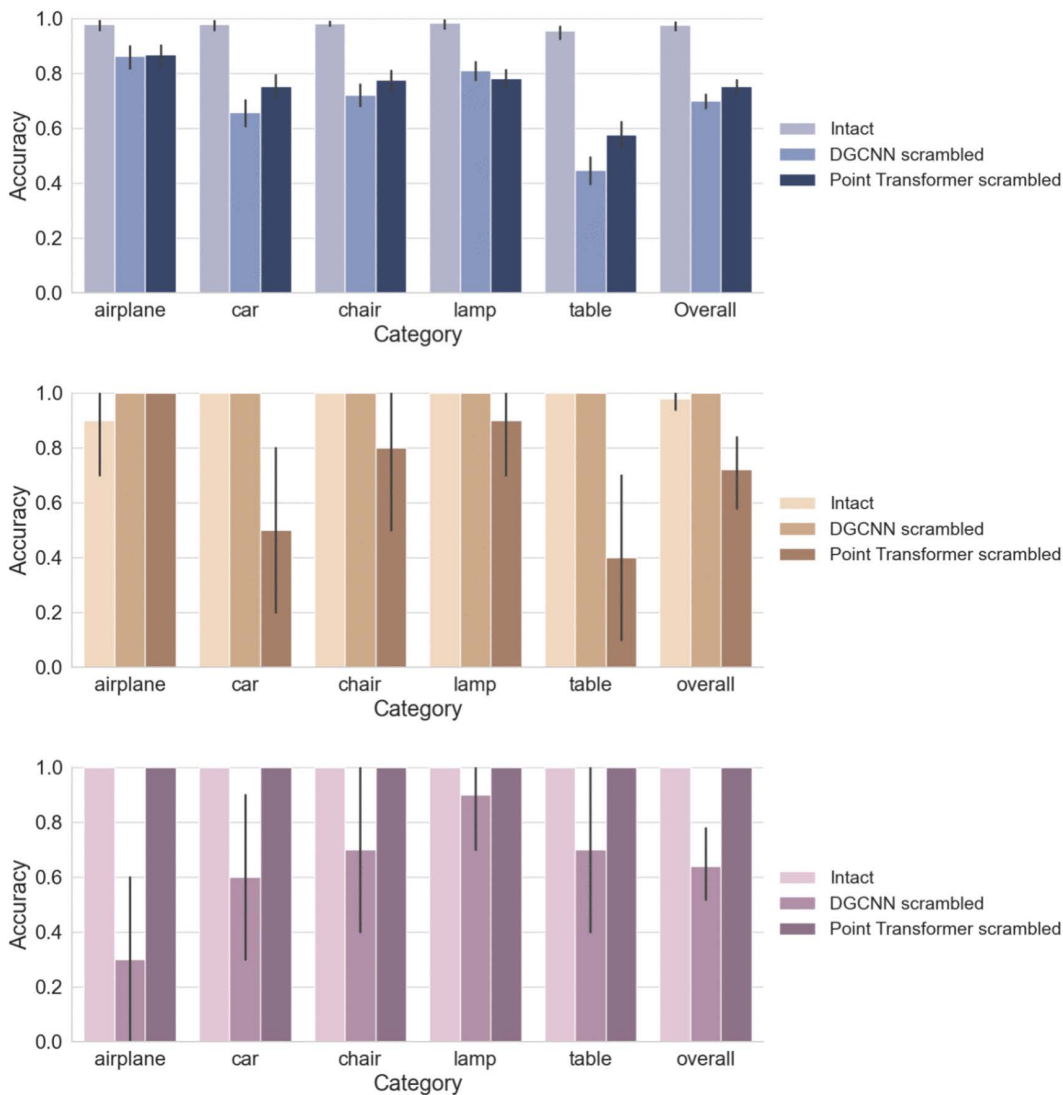 1.0
0.8
0.6
0.4
0.2
0.0
Accuracy
airplane car chair lamp table Overall
Category
Intact
DGCNN scrambled
Point Transformer scrambled
1.0
0.8
0.6
0.4
0.2
0.0
Accuracy
airplane car chair lamp table overall
Category
Intact
DGCNN scrambled
Point Transformer scrambled
1.0
0.8
0.6
0.4
0.2
0.0
Accuracy
airplane car chair lamp table overall
Category
Intact
DGCNN scrambled
Point Transformer scrambled